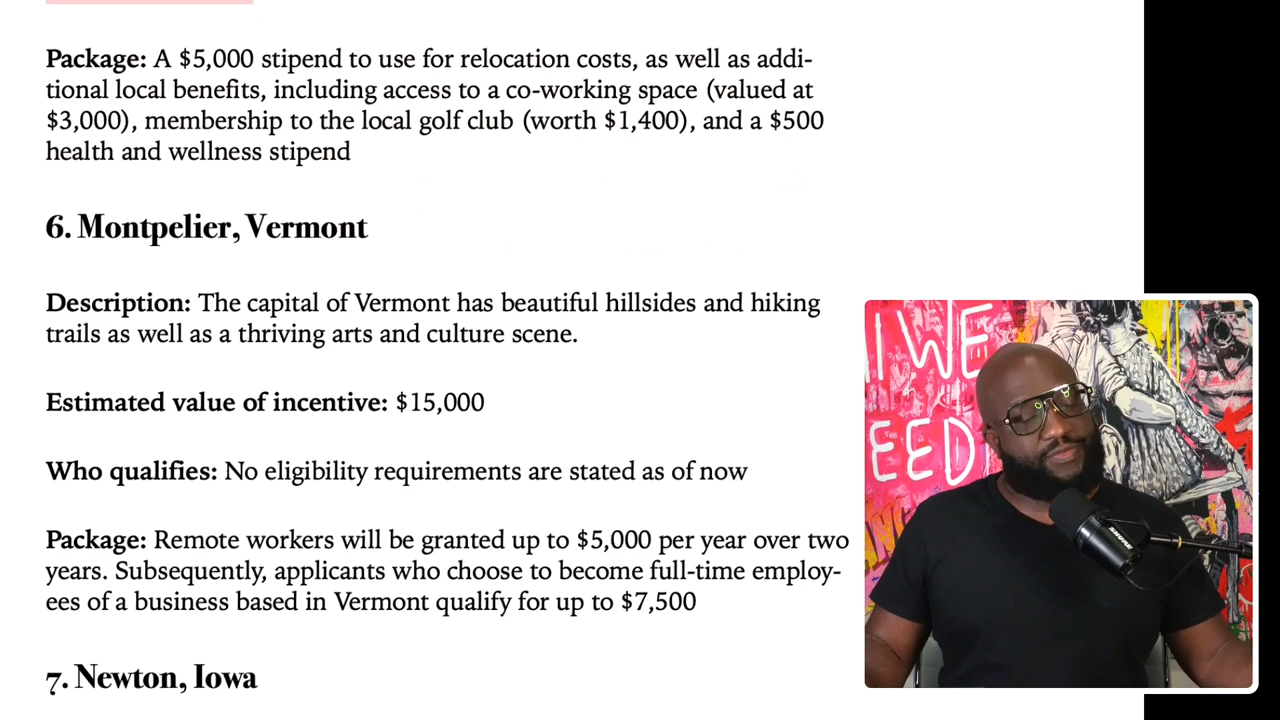 Package: A $5,000 stipend to use for relocation costs, as well as addi-
tional local benefits, including access to a co-working space (valued at
$3,000), membership to the local golf club (worth $1,400), and a $500
health and wellness stipend
6. Montpelier, Vermont
Description: The capital of Vermont has beautiful hillsides and hiking
trails as well as a thriving arts and culture scene.
Estimated value of incentive: $15,000
Who qualifies: No eligibility requirements are stated as of now
Package: Remote workers will be granted up to $5,000 per year over two
years. Subsequently, applicants who choose to become full-time employ-
ees of a business based in Vermont qualify for up to $7,500
7. Newton, Iowa
WE
EED
SHURE